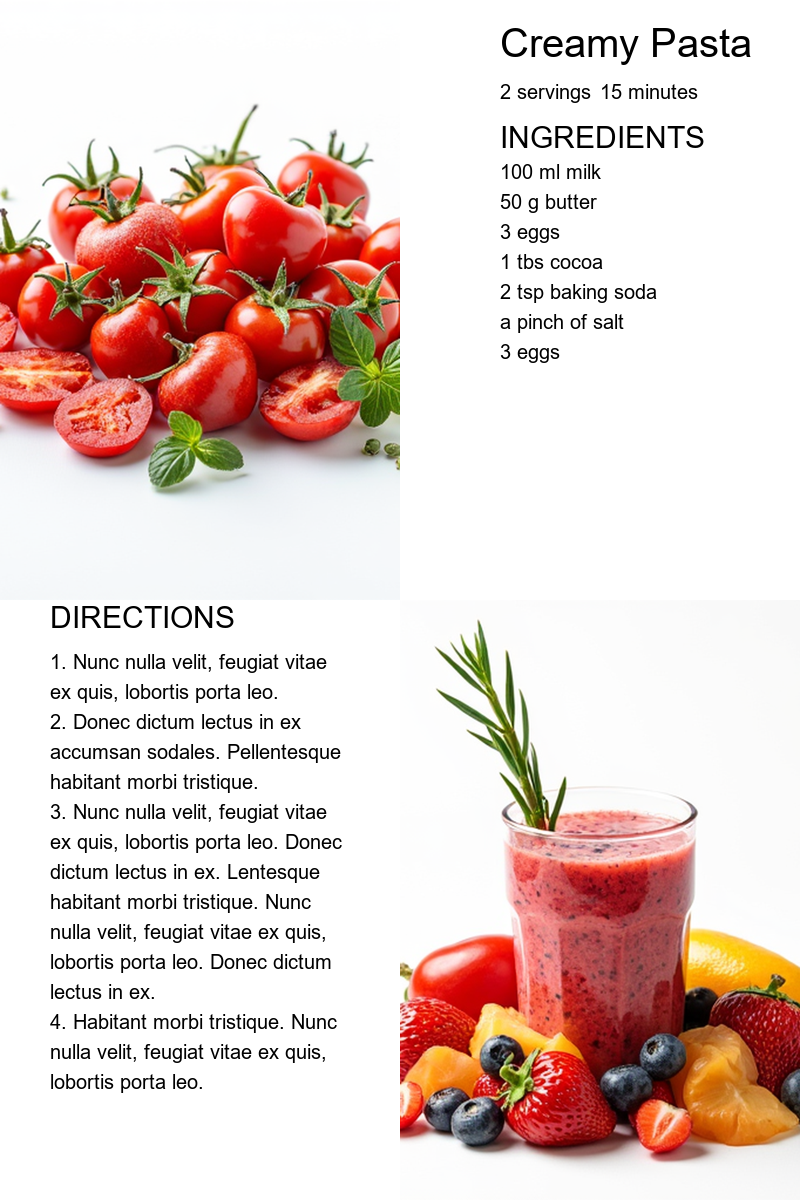 Creamy Pasta
2 servings 15 minutes
INGREDIENTS
100 ml milk
50 g butter
3 eggs
1 tbs cocoa
2 tsp baking soda
a pinch of salt
3 eggs
DIRECTIONS
1. Nunc nulla velit, feugiat vitae
ex quis, lobortis porta leo.
2. Donec dictum lectus in ex
accumsan sodales. Pellentesque
habitant morbi tristique.
3. Nunc nulla velit, feugiat vitae
ex quis, lobortis porta leo. Donec
dictum lectus in ex. Lentesque
habitant morbi tristique. Nunc
nulla velit, feugiat vitae ex quis,
lobortis porta leo. Donec dictum
lectus in ex.
4. Habitant morbi tristique. Nunc
nulla velit, feugiat vitae ex quis,
lobortis porta leo.